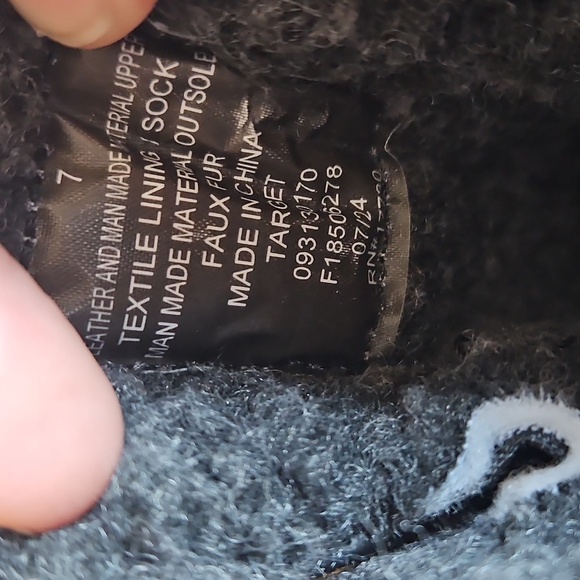 7
LEATHER AND MAN MADE MATERIAL UPPER
TEXTILE LINING / SOCK
MAN MADE MATERIAL OUTSOLE
FAUX FUR
MADE IN CHINA
TARGET
F1850278
07/24